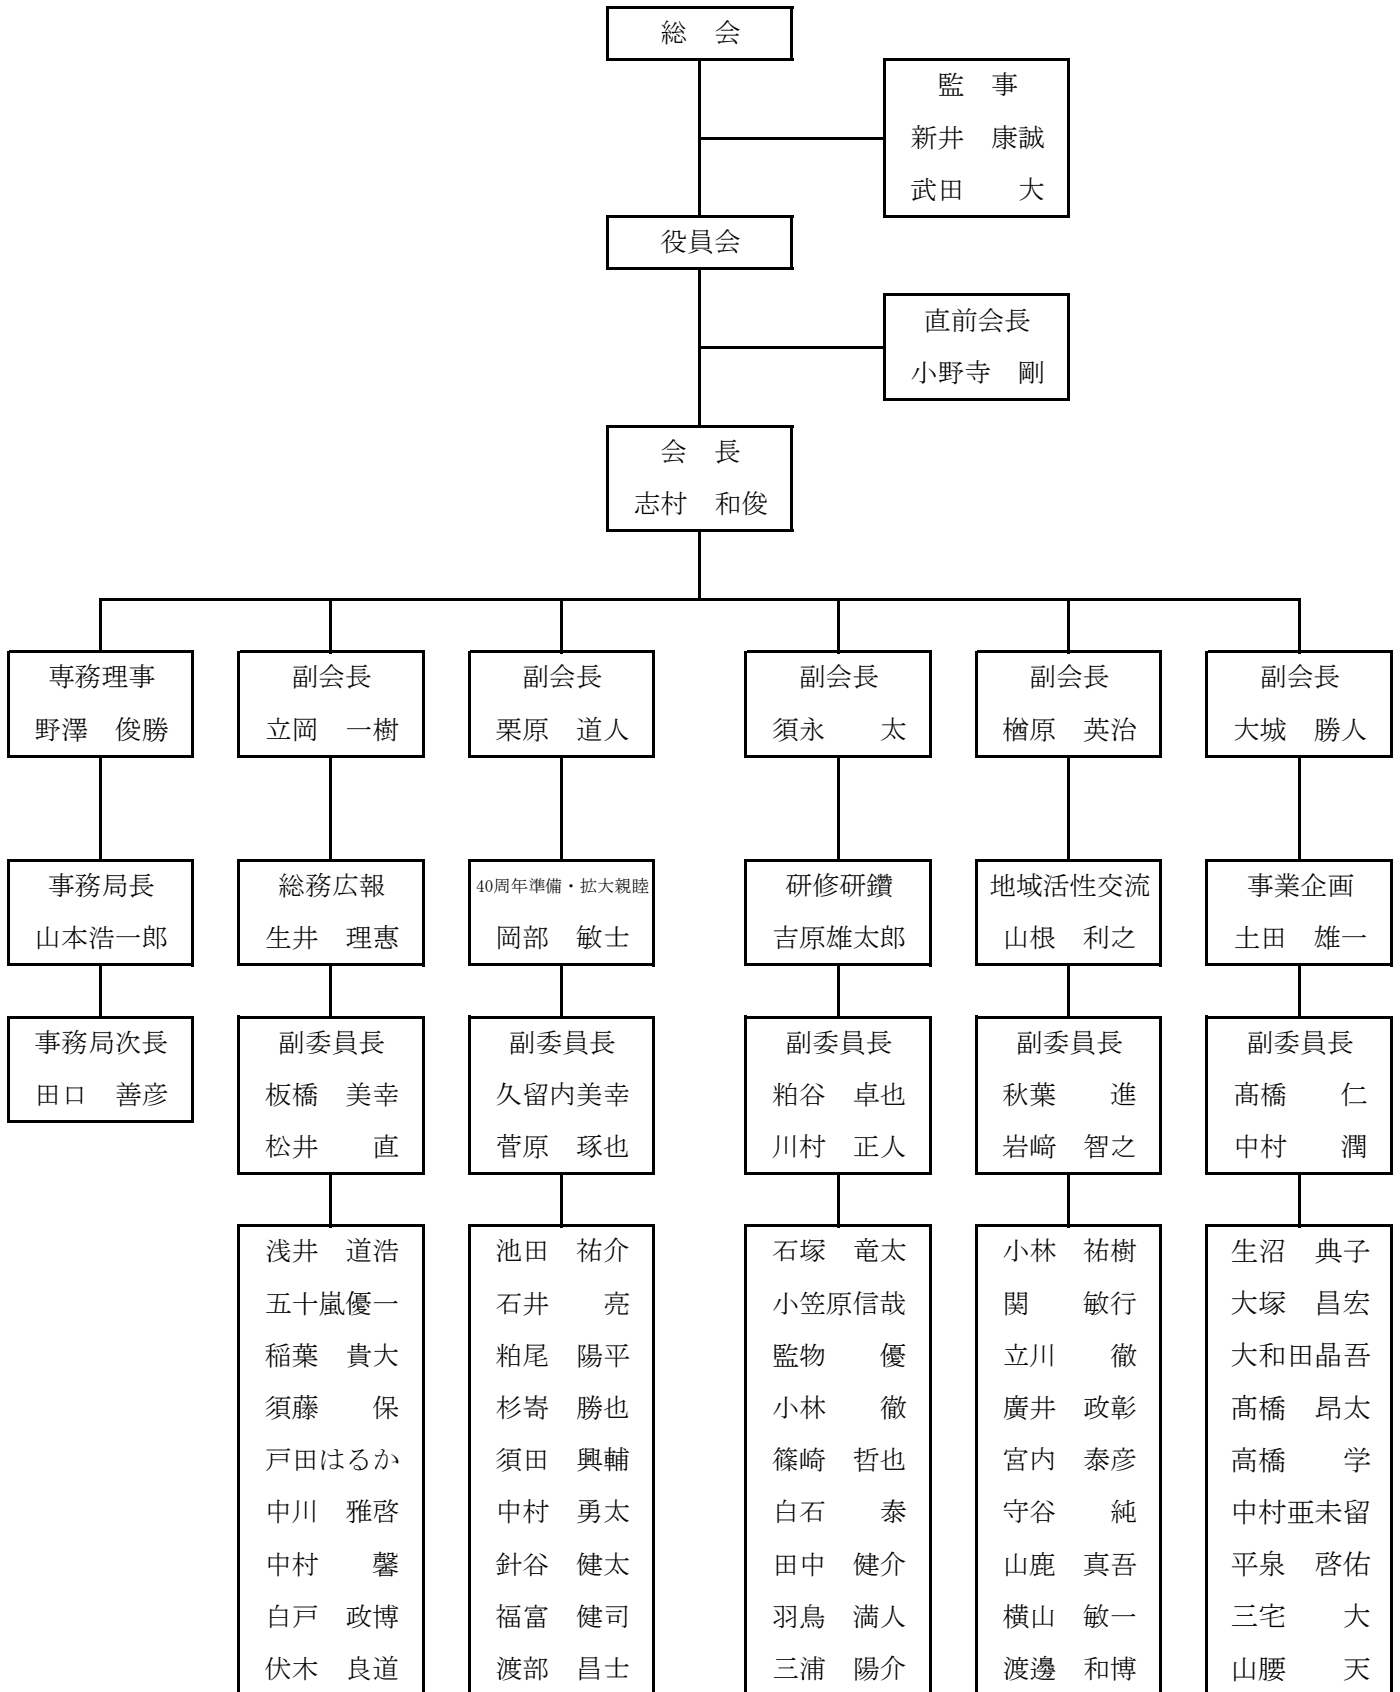 総　会
監　事
新井　康誠
武田　　大
役員会
直前会長
小野寺　剛
会　長
志村　和俊
専務理事
野澤　俊勝
副会長
立岡　一樹
副会長
栗原　道人
副会長
須永　　太
副会長
楢原　英治
副会長
大城　勝人
事務局長
山本浩一郎
総務広報
生井　理惠
40周年準備・拡大親睦
岡部　敏士
研修研鑽
吉原雄太郎
地域活性交流
山根　利之
事業企画
土田　雄一
事務局次長
田口　善彦
副委員長
板橋　美幸
松井　　直
副委員長
久留内美幸
菅原　琢也
副委員長
粕谷　卓也
川村　正人
副委員長
秋葉　　進
岩﨑　智之
副委員長
髙橋　　仁
中村　　潤
浅井　道浩
五十嵐優一
稲葉　貴大
須藤　　保
戸田はるか
中川　雅啓
中村　　馨
白戸　政博
伏木　良道
池田　祐介
石井　　亮
粕尾　陽平
杉嵜　勝也
須田　興輔
中村　勇太
針谷　健太
福富　健司
渡部　昌士
石塚　竜太
小笠原信哉
監物　　優
小林　　徹
篠崎　哲也
白石　　泰
田中　健介
羽鳥　満人
三浦　陽介
小林　祐樹
関　　敏行
立川　　徹
廣井　政彰
宮内　泰彦
守谷　　純
山鹿　真吾
横山　敏一
渡邊　和博
生沼　典子
大塚　昌宏
大和田晶吾
髙橋　昂太
高橋　　学
中村亜未留
平泉　啓佑
三宅　　大
山腰　　天